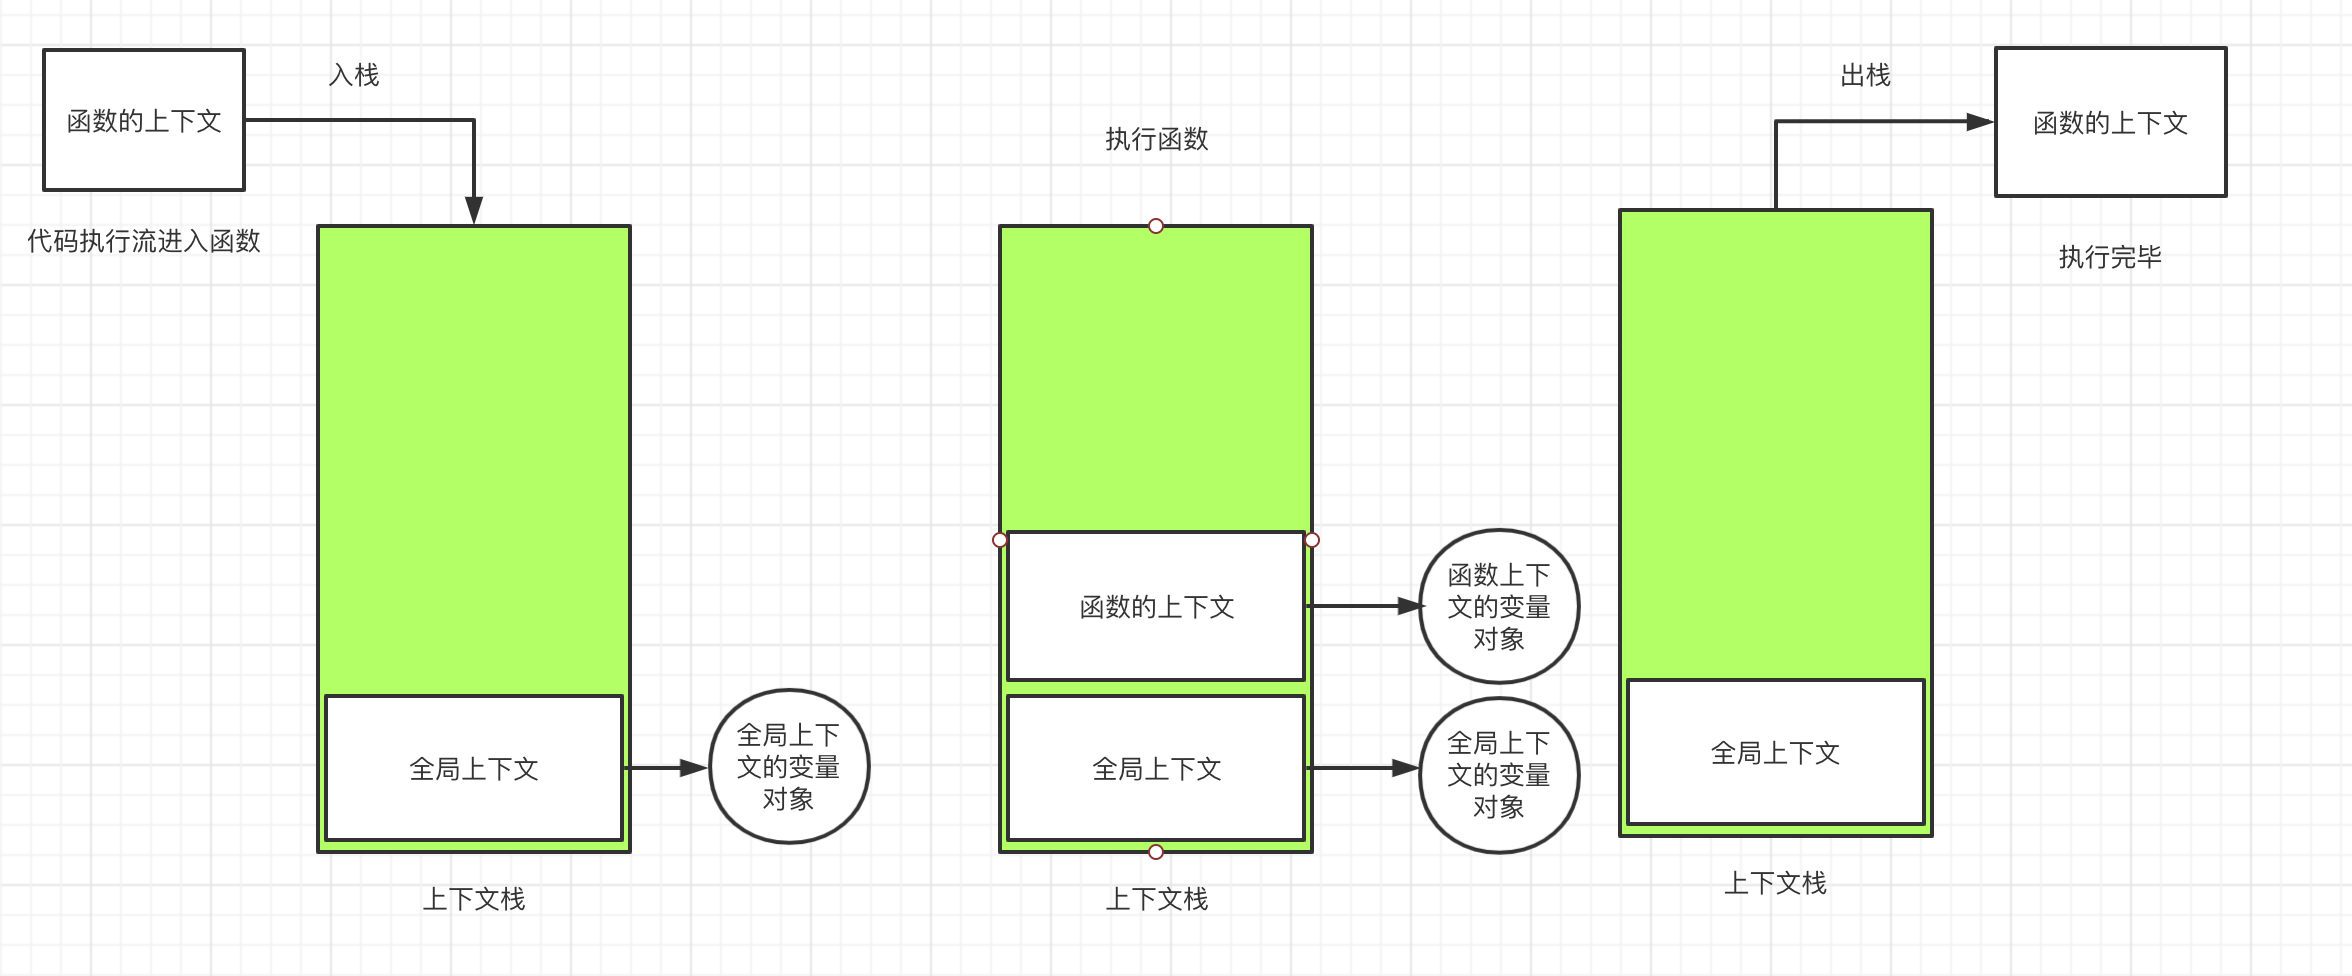 入栈
函数的上下文
代码执行流进入函数
全局上下文
全局上下
文的变量
对象
上下文栈
执行函数
函数的上下文
函数上下
文的变量
对象
全局上下文
全局上下
文的变量
对象
上下文栈
出栈
函数的上下文
执行完毕
全局上下文
上下文栈